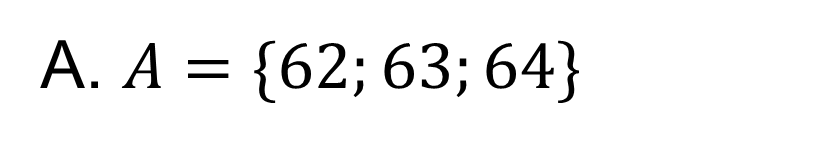 A. A = {62; 63; 64}